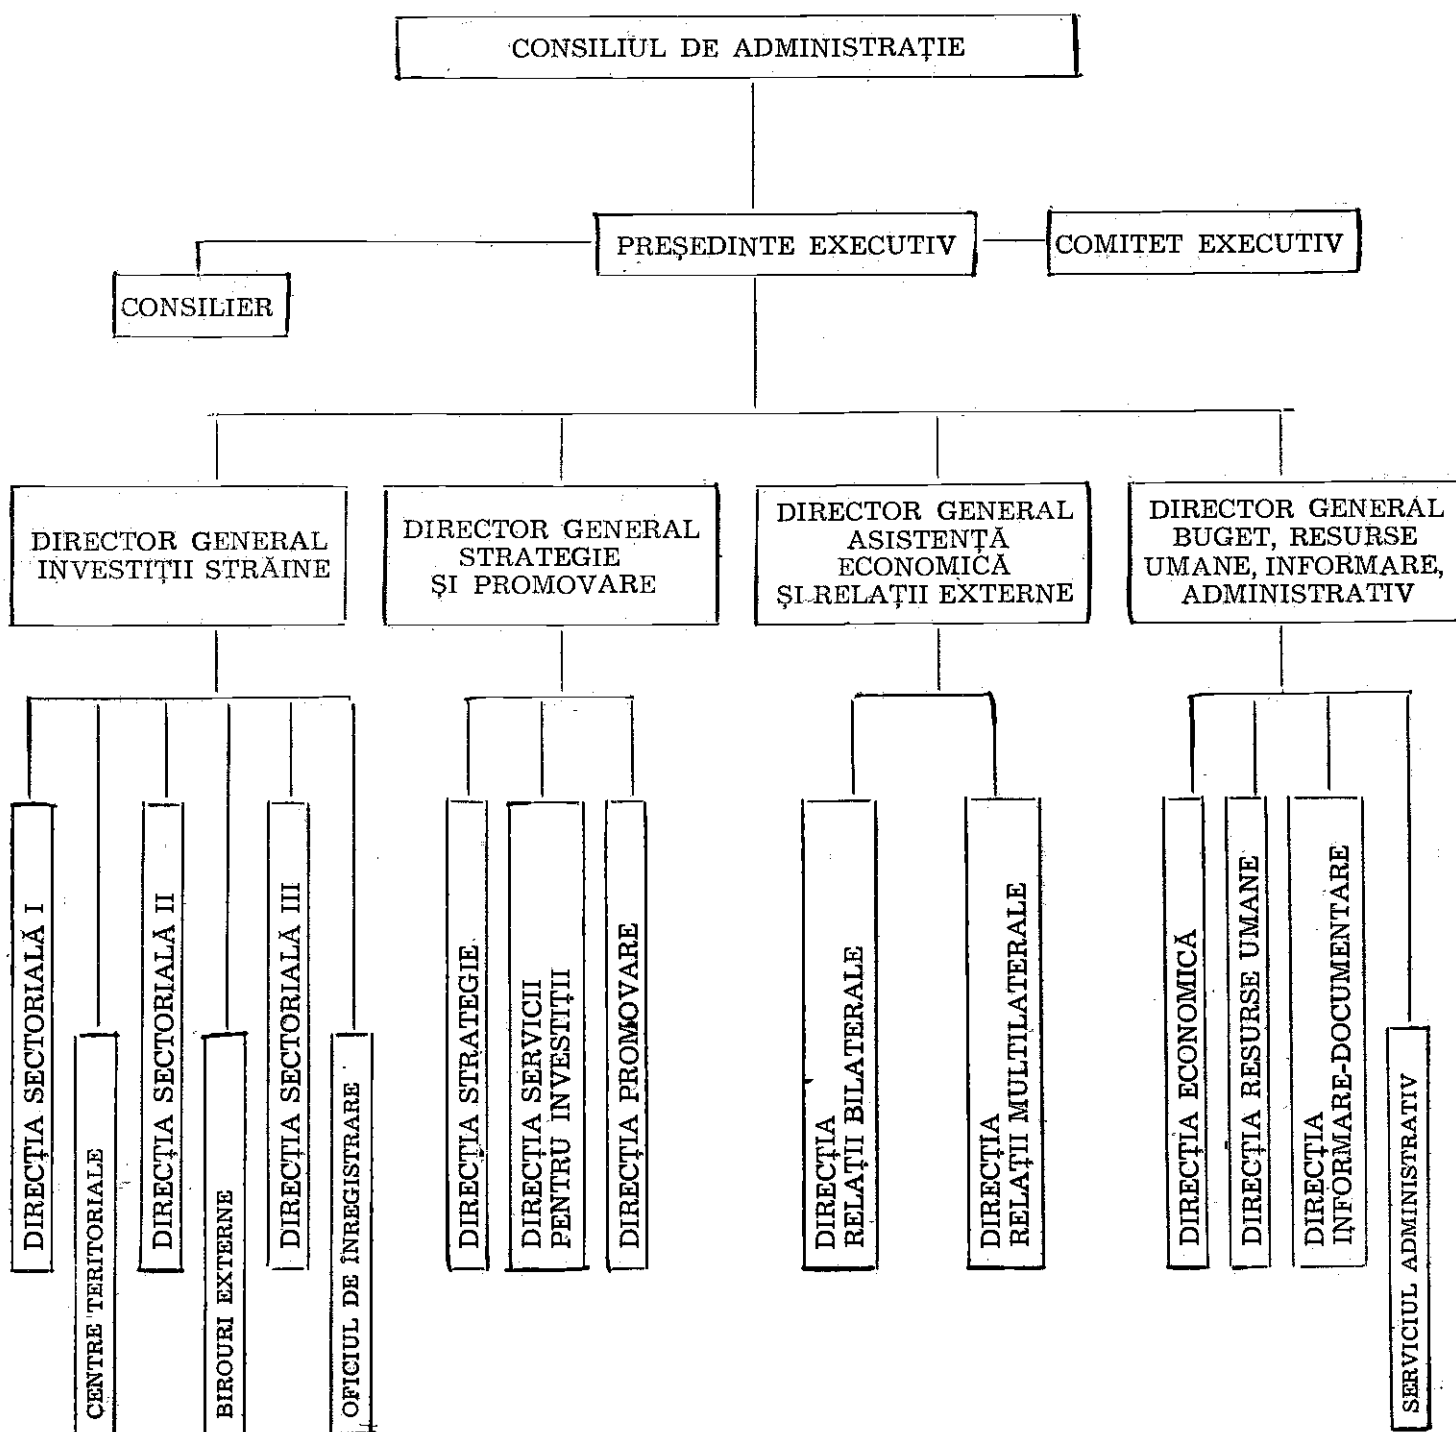 CONSILIUL DE ADMINISTRAȚIE
PREȘEDINTE EXECUTIV
COMITET EXECUTIV
CONSILIER
DIRECTOR GENERAL
INVESTIȚII STRĂINE
DIRECTOR GENERAL
STRATEGIE
ȘI PROMOVARE
DIRECTOR GENERAL
ASISTENȚĂ
ECONOMICĂ
ȘI RELAȚII EXTERNE
DIRECTOR GENERAL
BUGET, RESURSE
UMANE, INFORMARE,
ADMINISTRATIV
DIRECȚIA SECTORIALĂ I
CENTRE TERITORIALE
DIRECȚIA SECTORIALĂ II
BIROURI EXTERNE
DIRECȚIA SECTORIALĂ III
OFICIUL DE ÎNREGISTRARE
DIRECȚIA STRATEGIE
DIRECȚIA SERVICII
PENTRU INVESTIȚII
DIRECȚIA PROMOVARE
DIRECȚIA
RELAȚII BILATERALE
DIRECȚIA
RELAȚII MULTILATERALE
DIRECȚIA ECONOMICĂ
DIRECȚIA RESURSE UMANE
DIRECȚIA
INFORMARE-DOCUMENTARE
SERVICIUL ADMINISTRATIV